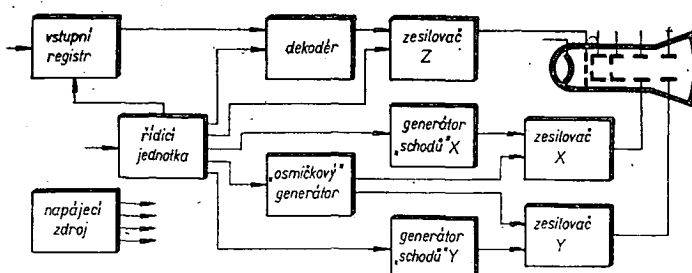 vstupní
registr
dekodér
zesilovač
Z
řídicí
jednotka
generátor
„schodů“X
zesilovač
X
„osmičkový“
generátor
napájecí
zdroj
generátor
„schodů“Y
zesilovač
Y